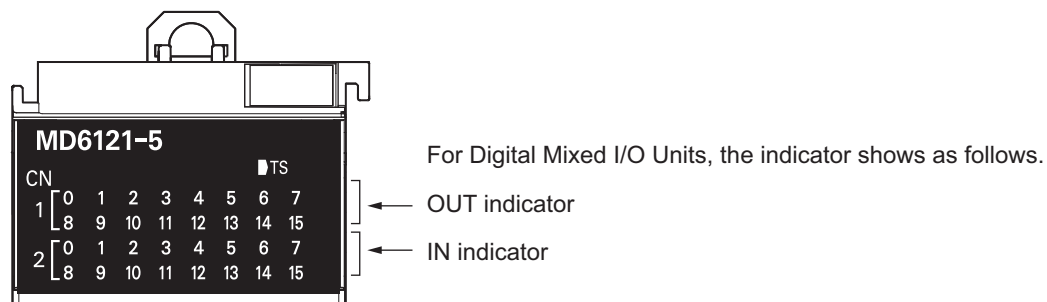 MD6121-5
TS
For Digital Mixed I/O Units, the indicator shows as follows.
CN
1 0 1 2 3 4 5 6 7
8 9 10 11 12 13 14 15
OUT indicator
2 0 1 2 3 4 5 6 7
8 9 10 11 12 13 14 15
IN indicator